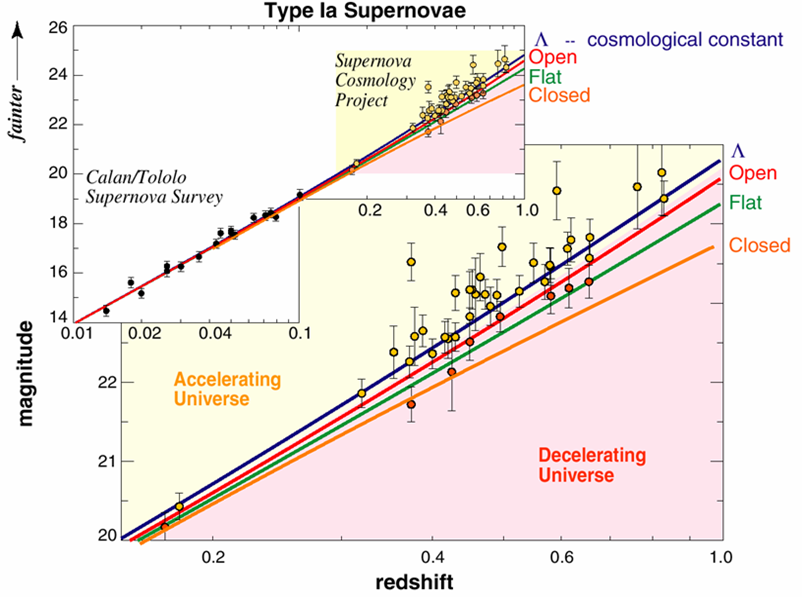 Type Ia Supernovae
26
24
22
20
18
16
14
fainter
Supernova
Cosmology
Project
Calan/Tololo
Supernova Survey
Λ -- cosmological constant
Open
Flat
Closed
0.2 0.4 0.6 1.0
0.01 0.02 0.04 0.1
Λ
Open
Flat
Closed
magnitude
22
21
20
Accelerating
Universe
Decelerating
Universe
0.2 0.4 0.6 1.0
redshift